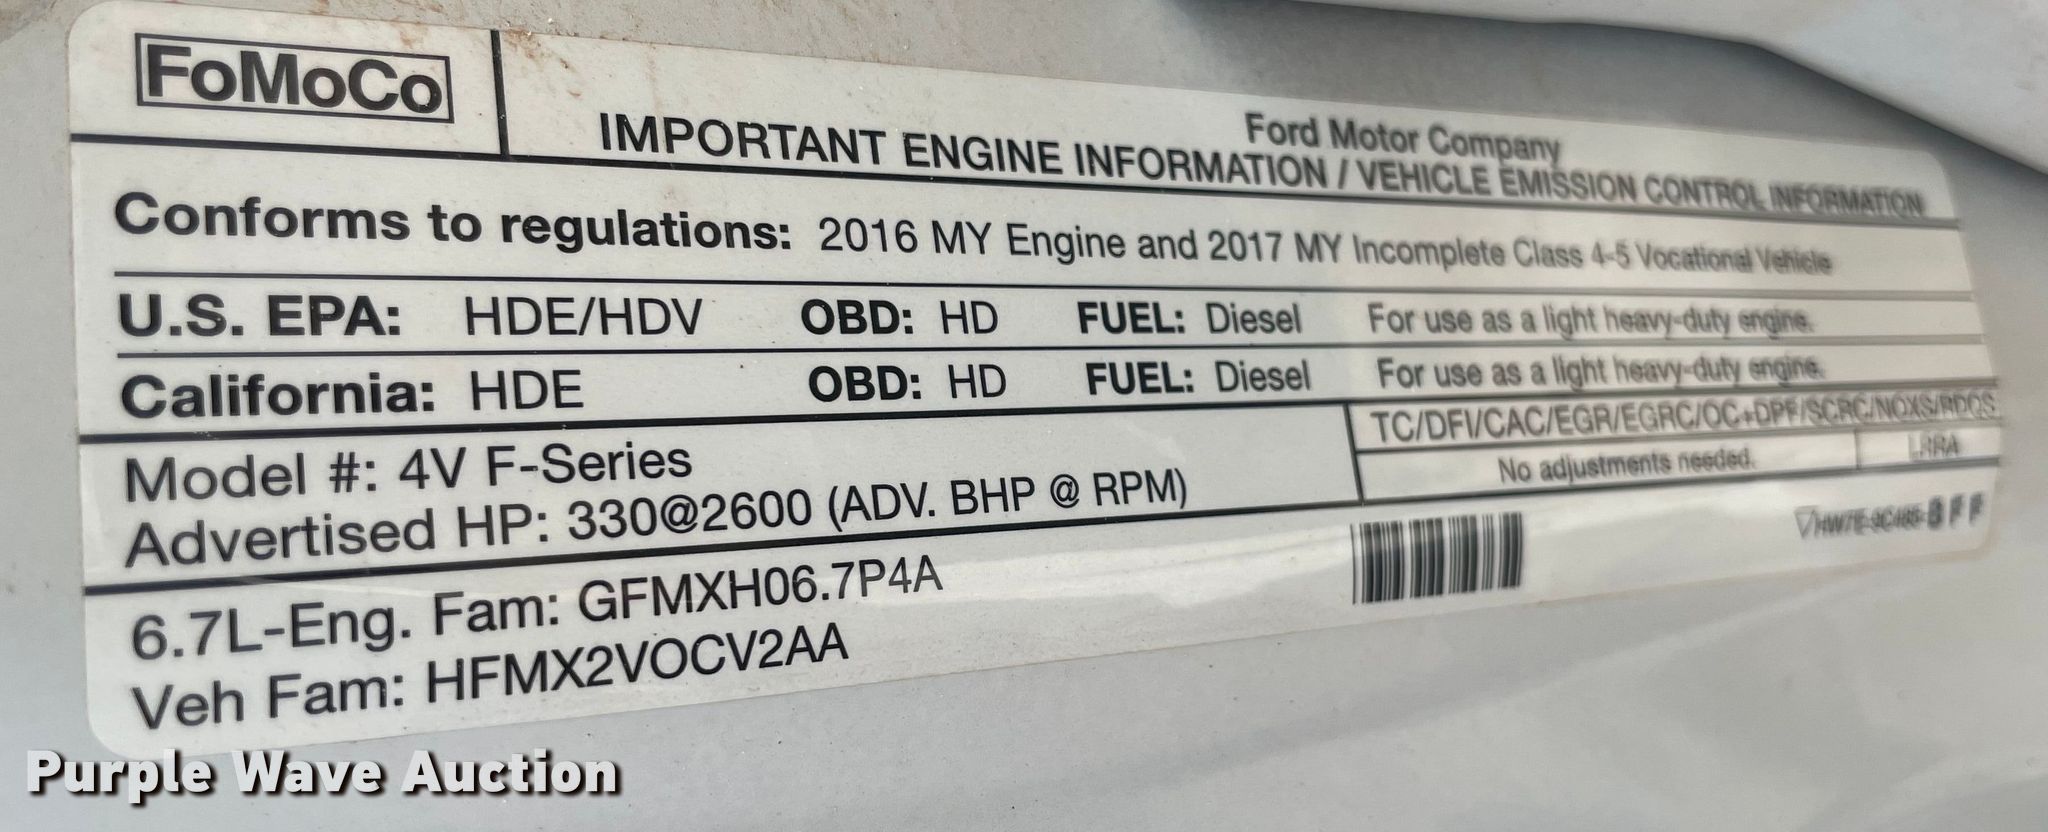 FoMoCo
Ford Motor Company
IMPORTANT ENGINE INFORMATION / VEHICLE EMISSION CONTROL INFORMATION
Conforms to regulations: 2016 MY Engine and 2017 MY Incomplete Class 4-5 Vocational Vehicle
U.S. EPA: HDE/HDV OBD: HD FUEL: Diesel For use as a light heavy-duty engine.
California: HDE OBD: HD FUEL: Diesel For use as a light heavy-duty engine.
TC/DFI/CAC/EGR/EGRC/OC+DPF/SCRC/NOXS/RDQS
Model #: 4V F-Series
No adjustments needed.
Advertised HP: 330@2600 (ADV. BHP @ RPM)
6.7L-Eng. Fam: GFMXH06.7P4A
Veh Fam: HFMX2VOCV2AA
Purple Wave Auction